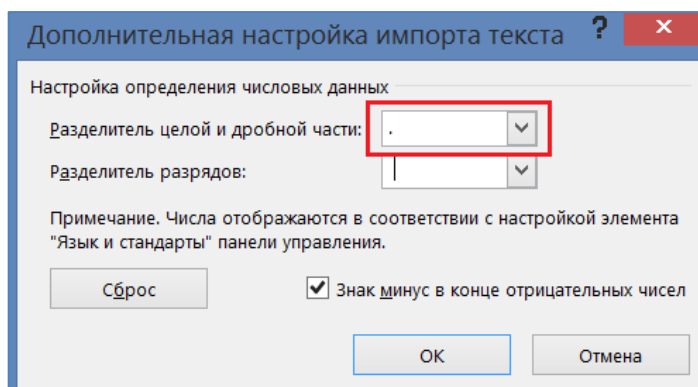 Дополнительная настройка импорта текста ? x
Настройка определения числовых данных
Разделитель целой и дробной части: .
Разделитель разрядов:
Примечание. Числа отображаются в соответствии с настройкой элемента
"Язык и стандарты" панели управления.
Сброс Знак минус в конце отрицательных чисел
ОК Отмена